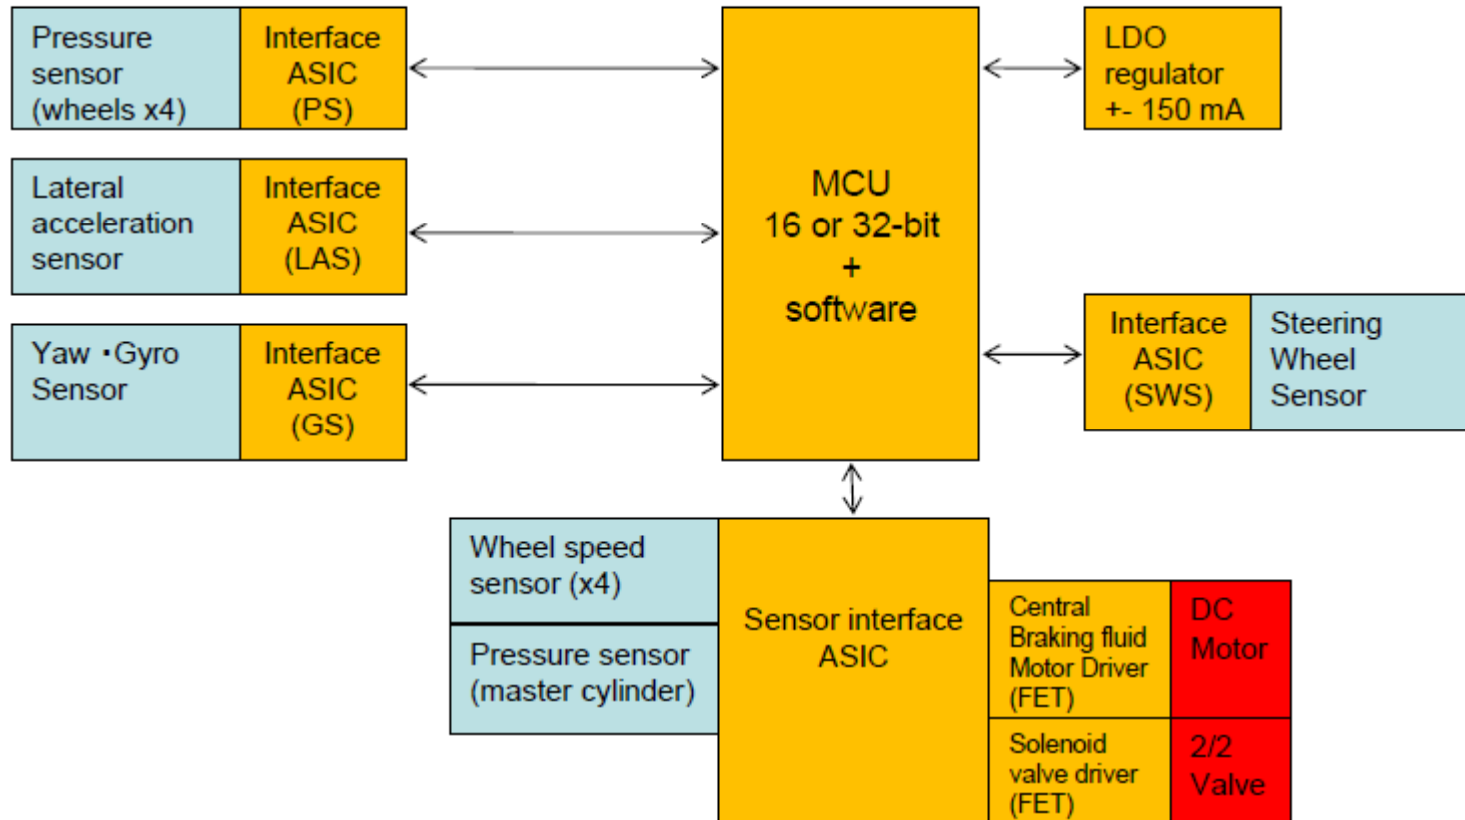 Pressure
sensor
(wheels x4)
Interface
ASIC
(PS)
MCU
16 or 32-bit
+
software
LDO
regulator
+- 150 mA
Lateral
acceleration
sensor
Interface
ASIC
(LAS)
Yaw・Gyro
Sensor
Interface
ASIC
(GS)
Interface
ASIC
(SWS)
Steering
Wheel
Sensor
Wheel speed
sensor (x4)
Pressure sensor
(master cylinder)
Sensor interface
ASIC
Central
Braking fluid
Motor Driver
(FET)
DC
Motor
Solenoid
valve driver
(FET)
2/2
Valve